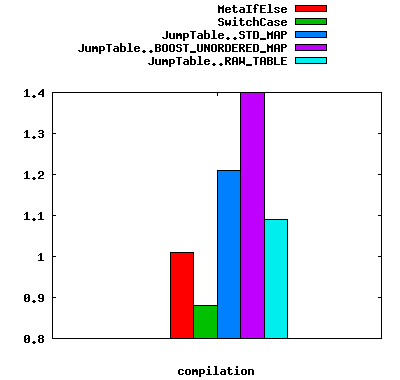 MetaIfElse
SwitchCase
JumpTable..STD_MAP
JumpTable..BOOST_UNORDERED_MAP
JumpTable..RAW_TABLE
1.4
1.3
1.2
1.1
1
0.9
0.8
compilation